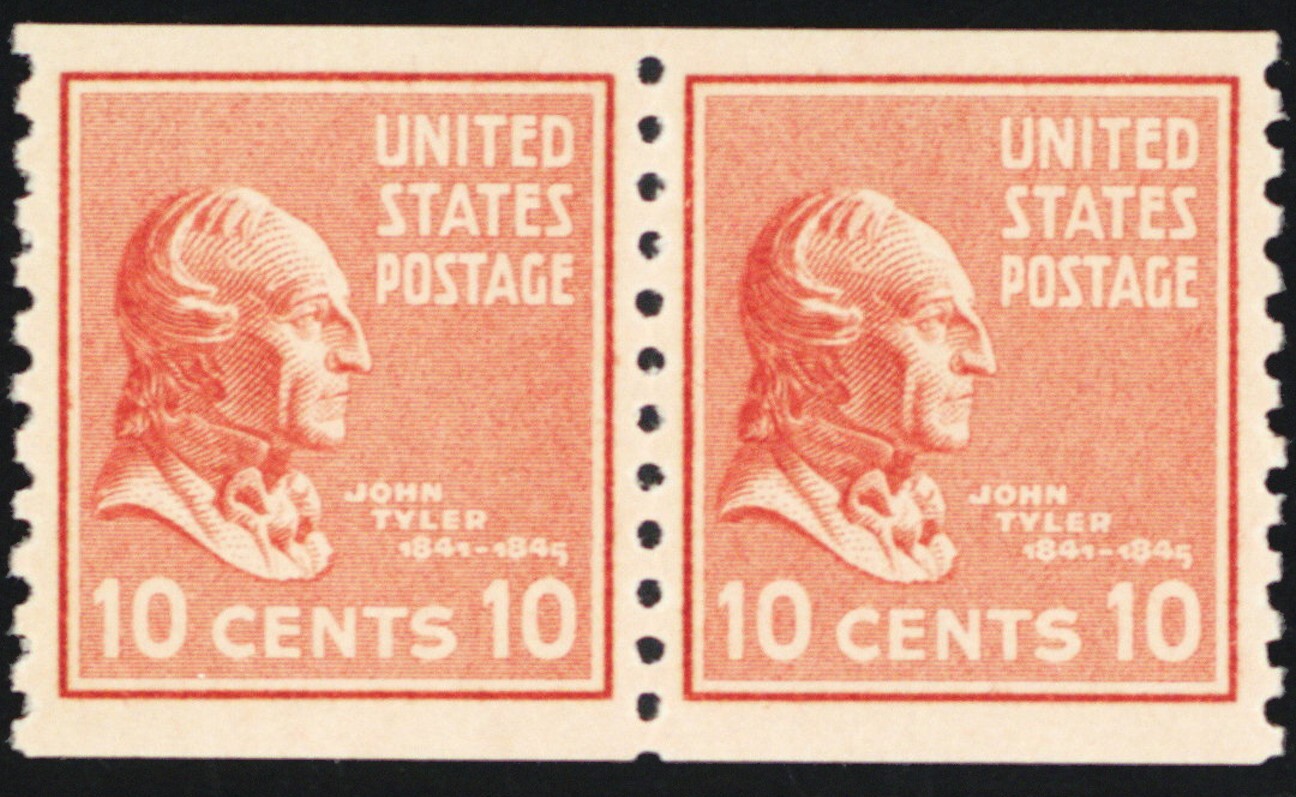 UNITED
STATES
POSTAGE
JOHN
TYLER
1841-1845
10 CENTS 10
UNITED
STATES
POSTAGE
JOHN
TYLER
1841-1845
10 CENTS 10